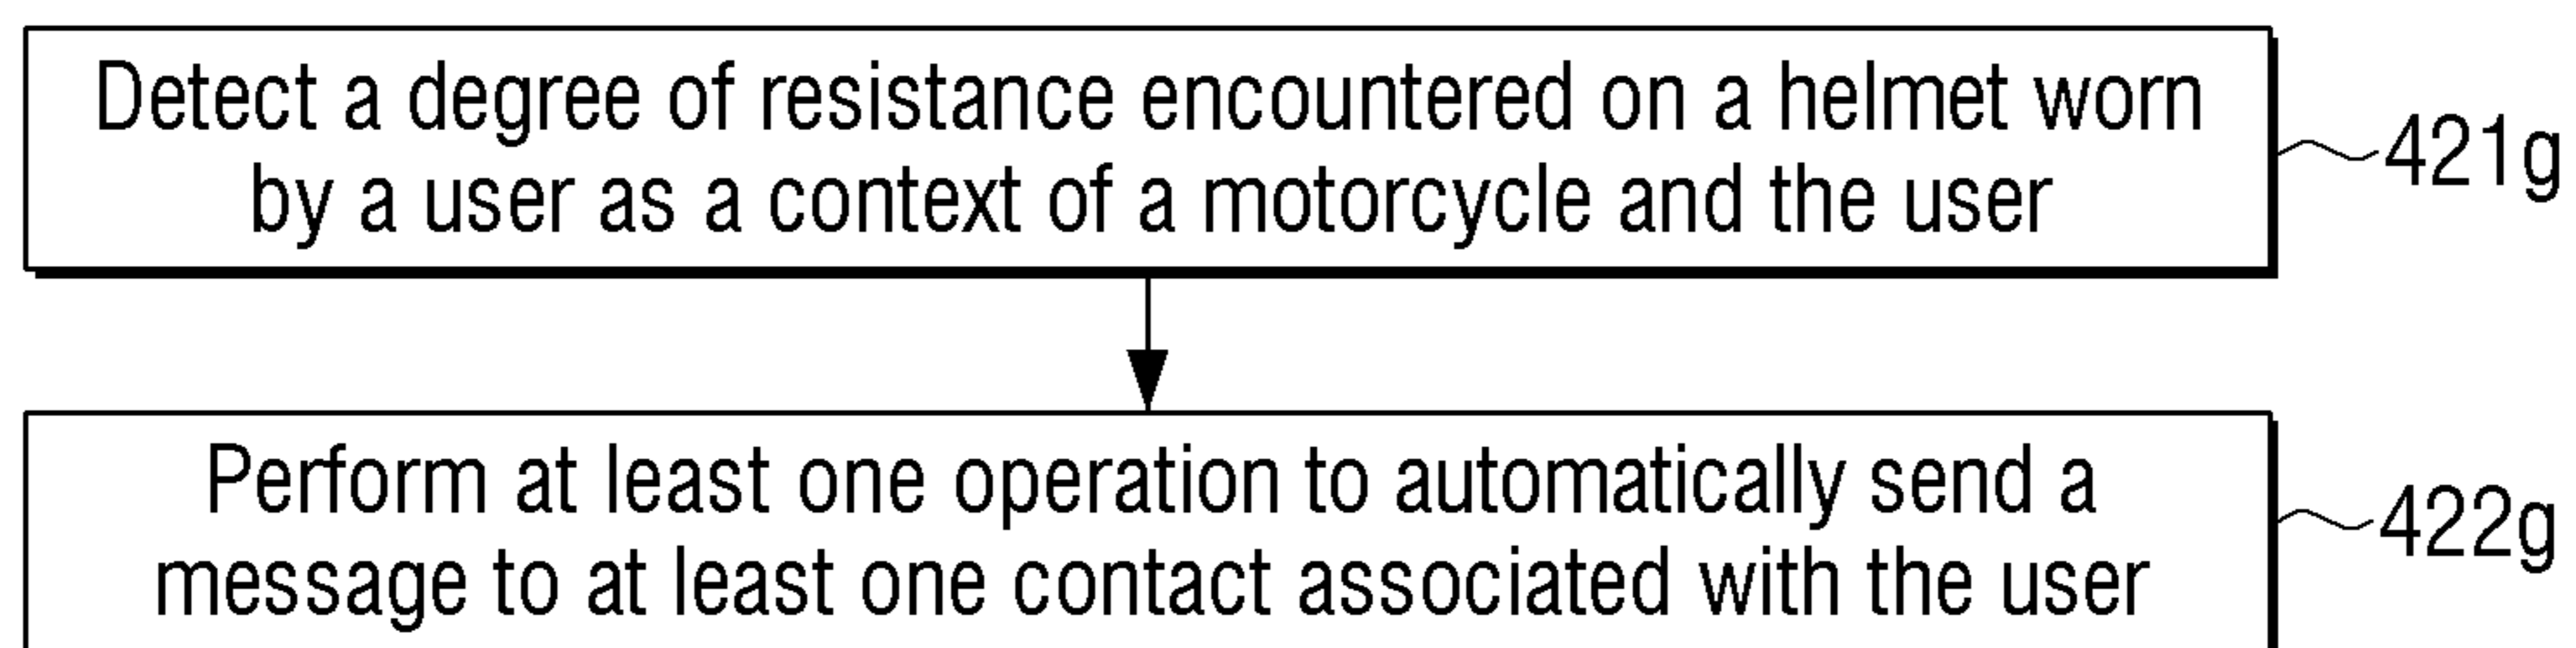 Detect a degree of resistance encountered on a helmet worn
by a user as a context of a motorcycle and the user
421g
Perform at least one operation to automatically send a
message to at least one contact associated with the user
422g